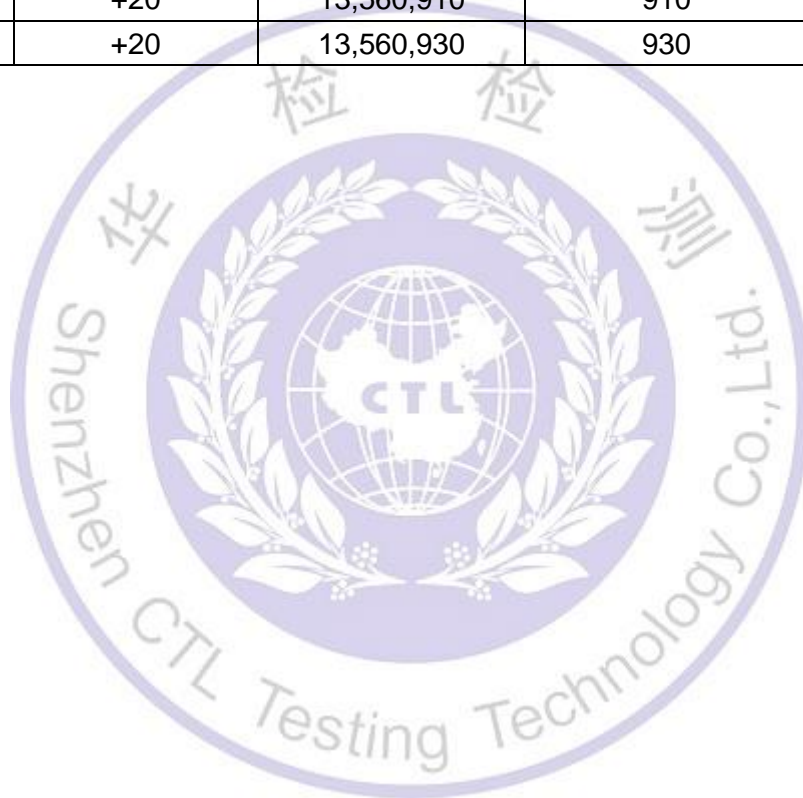 +20 13,560,910 910
+20 13,560,930 930
华检检测
CTL
Shenzhen CTL Testing Technology Co.,Ltd.